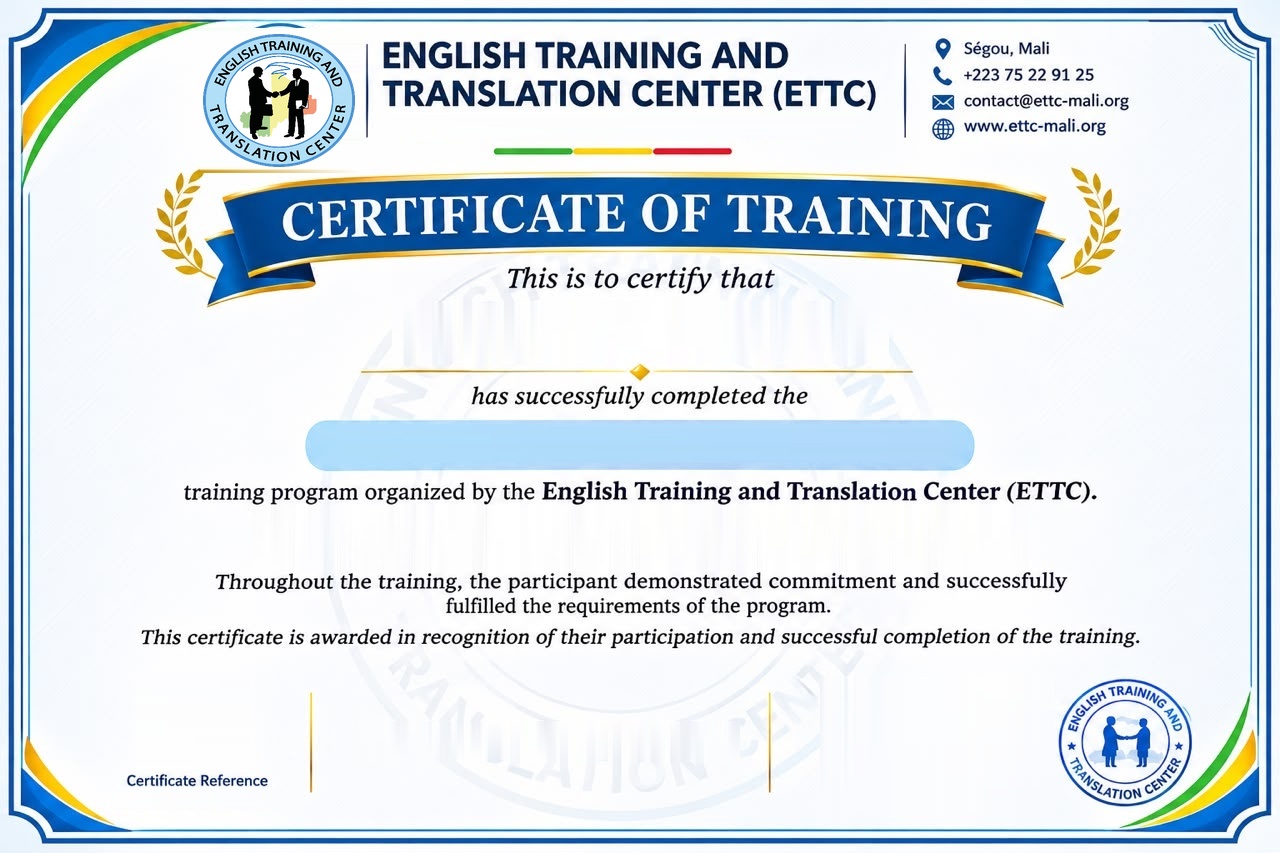 ENGLISH TRAINING AND
TRANSLATION CENTER
ENGLISH TRAINING AND
TRANSLATION CENTER (ETTC)
Ségou, Mali
+223 75 22 91 25
contact@ettc-mali.org
www.ettc-mali.org
CERTIFICATE OF TRAINING
This is to certify that
has successfully completed the
training program organized by the English Training and Translation Center (ETTC).
Throughout the training, the participant demonstrated commitment and successfully
fulfilled the requirements of the program.
This certificate is awarded in recognition of their participation and successful completion of the training.
Certificate Reference
ENGLISH TRAINING AND
TRANSLATION CENTER